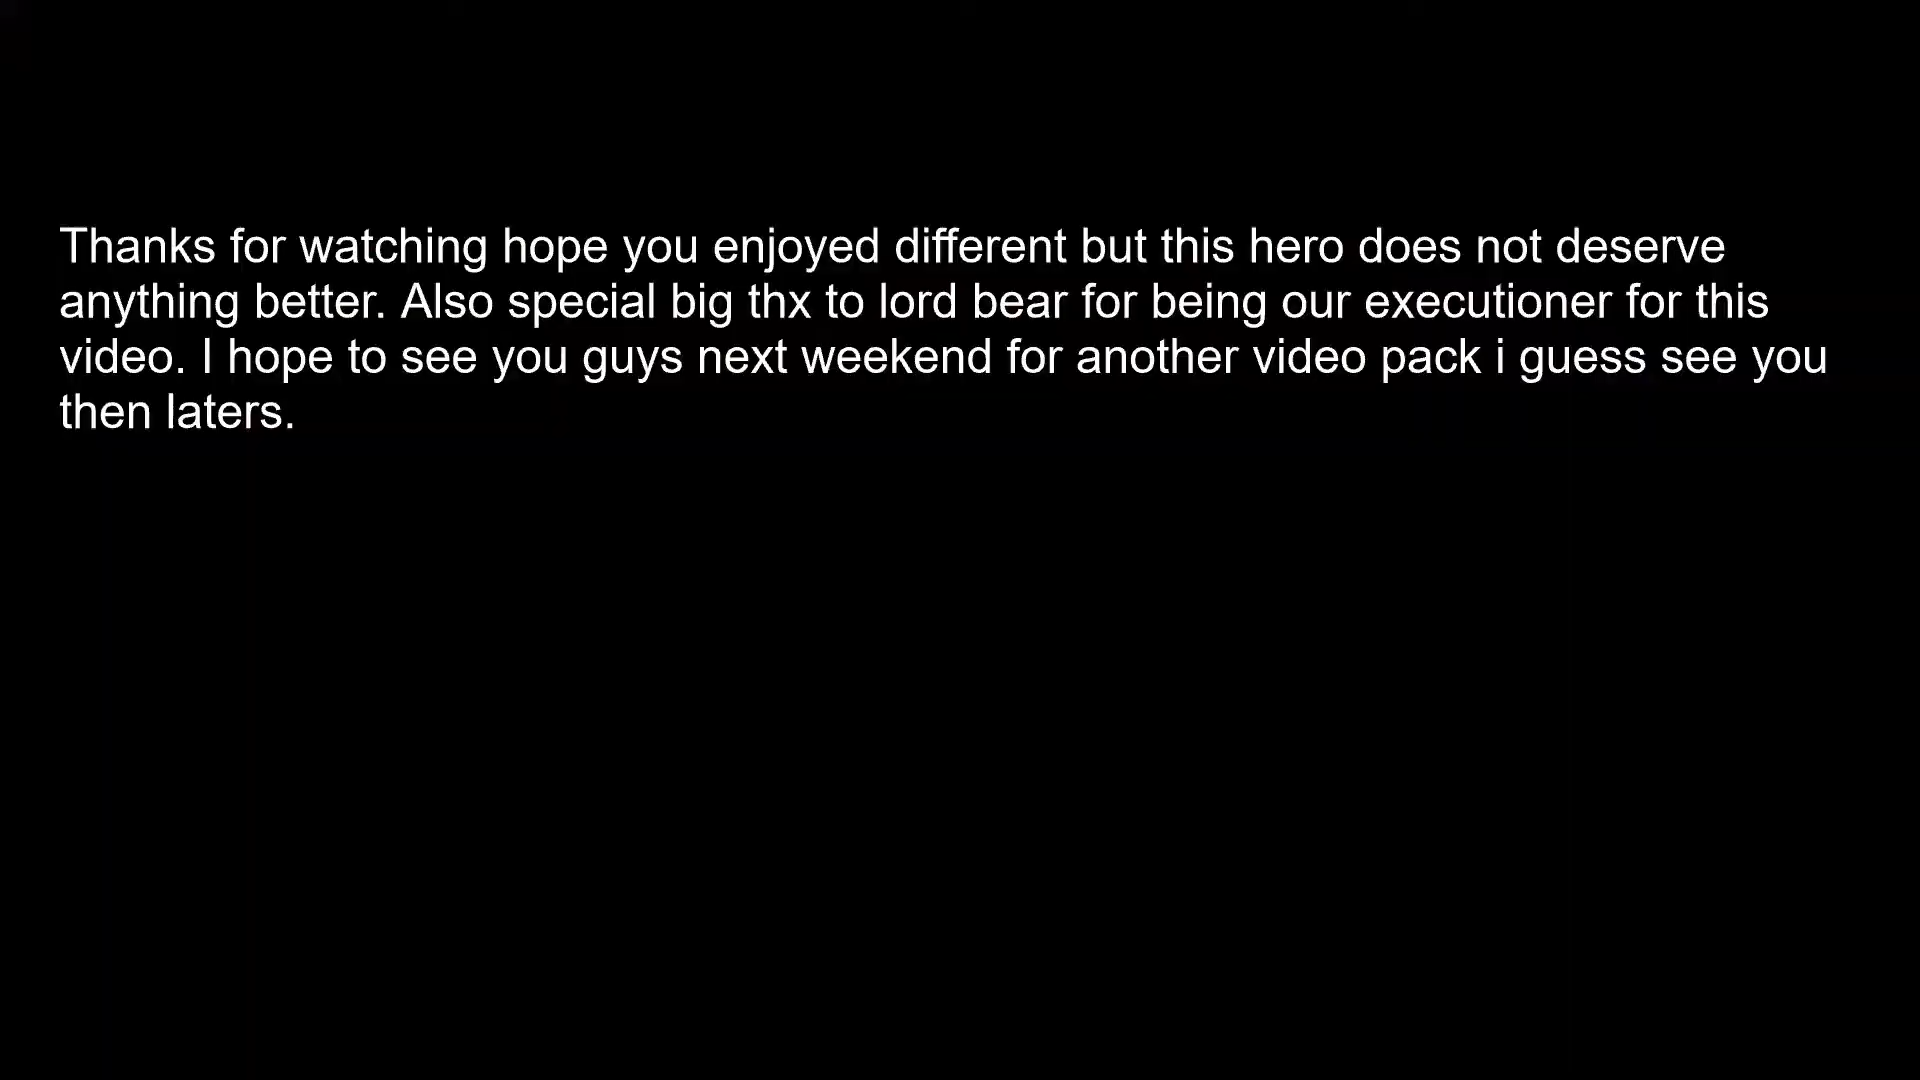 Thanks for watching hope you enjoyed different but this hero does not deserve
anything better. Also special big thx to lord bear for being our executioner for this
video. I hope to see you guys next weekend for another video pack i guess see you
then laters.